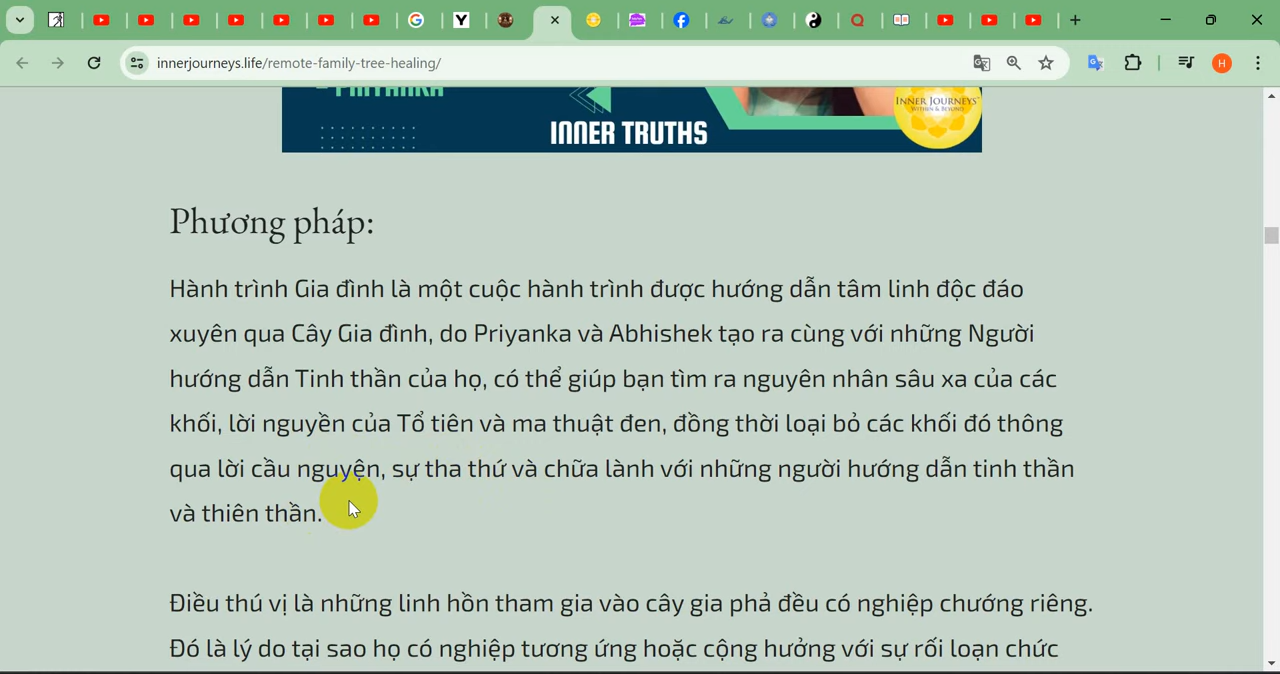 innerjourneys.life/remote-family-tree-healing/
H
INNER JOURNEYS
WITHIN & BEYOND
– PRIYANKA
INNER TRUTHS
Phương pháp:
Hành trình Gia đình là một cuộc hành trình được hướng dẫn tâm linh độc đáo
xuyên qua Cây Gia đình, do Priyanka và Abhishek tạo ra cùng với những Người
hướng dẫn Tinh thần của họ, có thể giúp bạn tìm ra nguyên nhân sâu xa của các
khối, lời nguyền của Tổ tiên và ma thuật đen, đồng thời loại bỏ các khối đó thông
qua lời cầu nguyện, sự tha thứ và chữa lành với những người hướng dẫn tinh thần
và thiên thần.
Điều thú vị là những linh hồn tham gia vào cây gia phả đều có nghiệp chướng riêng.
Đó là lý do tại sao họ có nghiệp tương ứng hoặc cộng hưởng với sự rối loạn chức